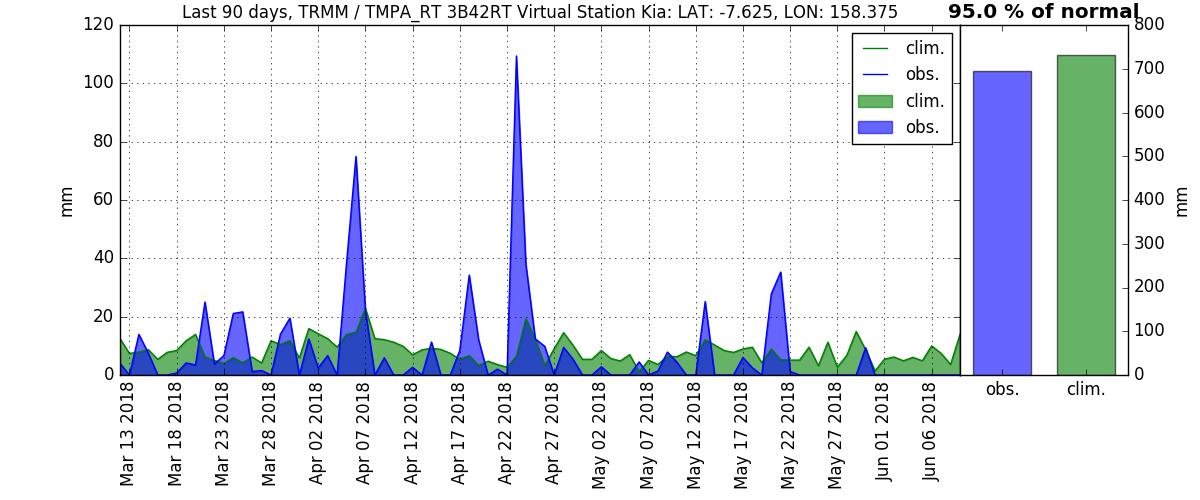 Last 90 days, TRMM / TMPA_RT 3B42RT Virtual Station Kia: LAT: -7.625, LON: 158.375
95.0 % of normal
120
100
80
60
40
20
0
mm
clim.
obs.
clim.
obs.
800
700
600
500
400
300
200
100
0
mm
Mar 13 2018
Mar 18 2018
Mar 23 2018
Mar 28 2018
Apr 02 2018
Apr 07 2018
Apr 12 2018
Apr 17 2018
Apr 22 2018
Apr 27 2018
May 02 2018
May 07 2018
May 12 2018
May 17 2018
May 22 2018
May 27 2018
Jun 01 2018
Jun 06 2018
obs.
clim.